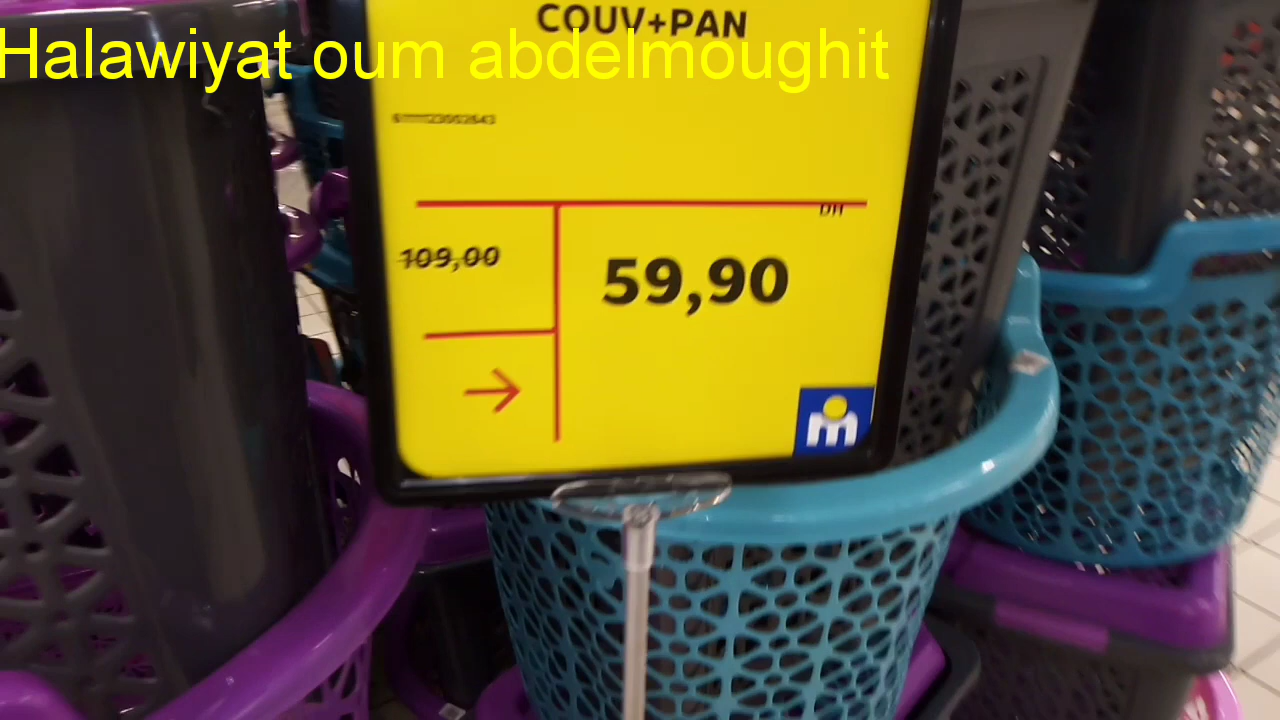 COUV+PAN
Halawiyat oum abdelmoughit
DH
109,00
59,90
→
m